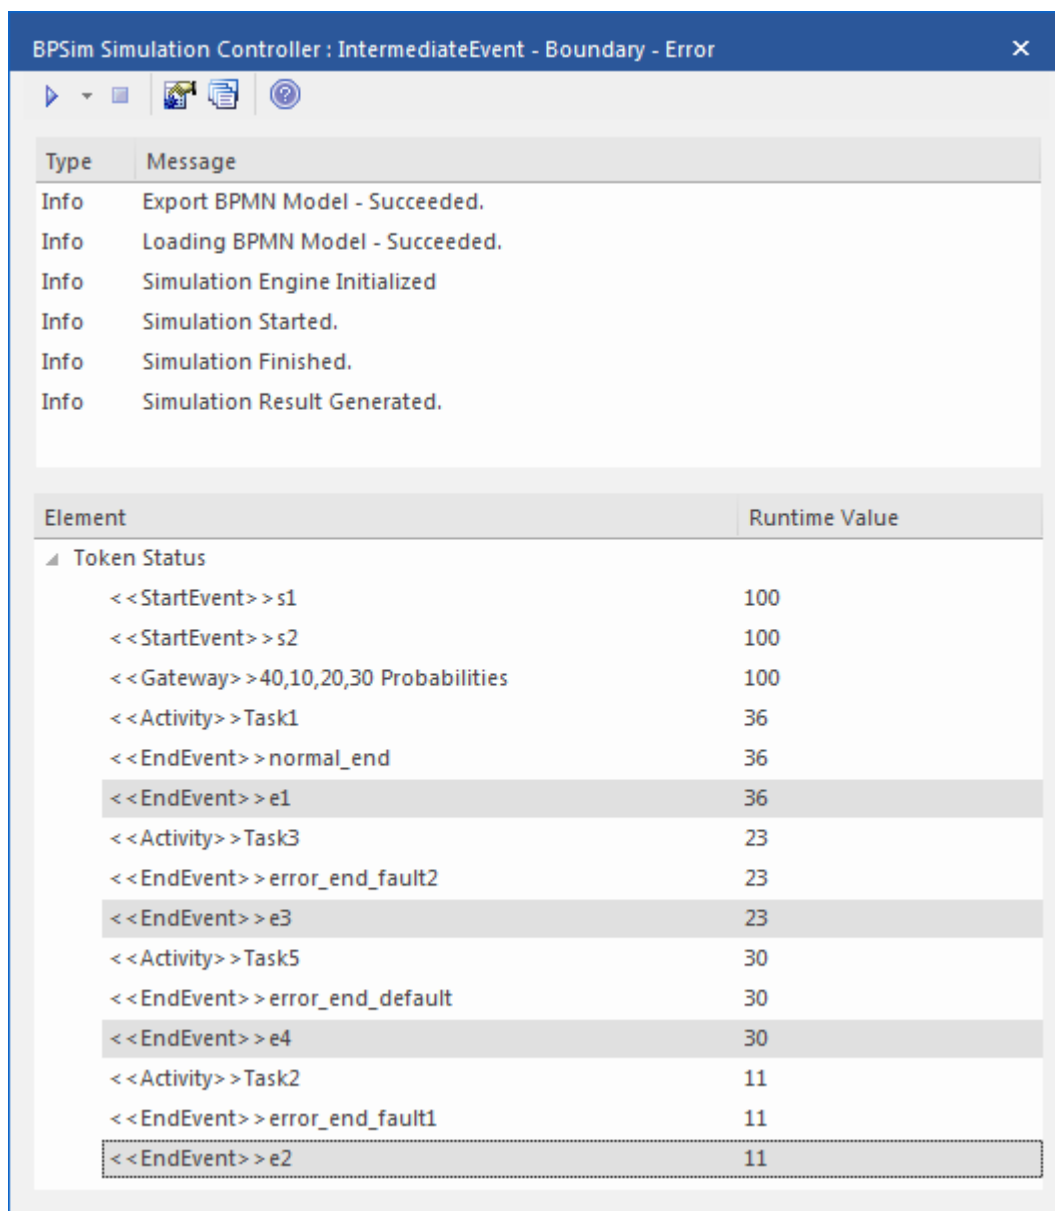 BPSim Simulation Controller : IntermediateEvent - Boundary - Error
Type Message
Info Export BPMN Model - Succeeded.
Info Loading BPMN Model - Succeeded.
Info Simulation Engine Initialized
Info Simulation Started.
Info Simulation Finished.
Info Simulation Result Generated.
Element Runtime Value
Token Status
<<StartEvent>>s1 100
<<StartEvent>>s2 100
<<Gateway>>40,10,20,30 Probabilities 100
<<Activity>>Task1 36
<<EndEvent>>normal_end 36
<<EndEvent>>e1 36
<<Activity>>Task3 23
<<EndEvent>>error_end_fault2 23
<<EndEvent>>e3 23
<<Activity>>Task5 30
<<EndEvent>>error_end_default 30
<<EndEvent>>e4 30
<<Activity>>Task2 11
<<EndEvent>>error_end_fault1 11
<<EndEvent>>e2 11